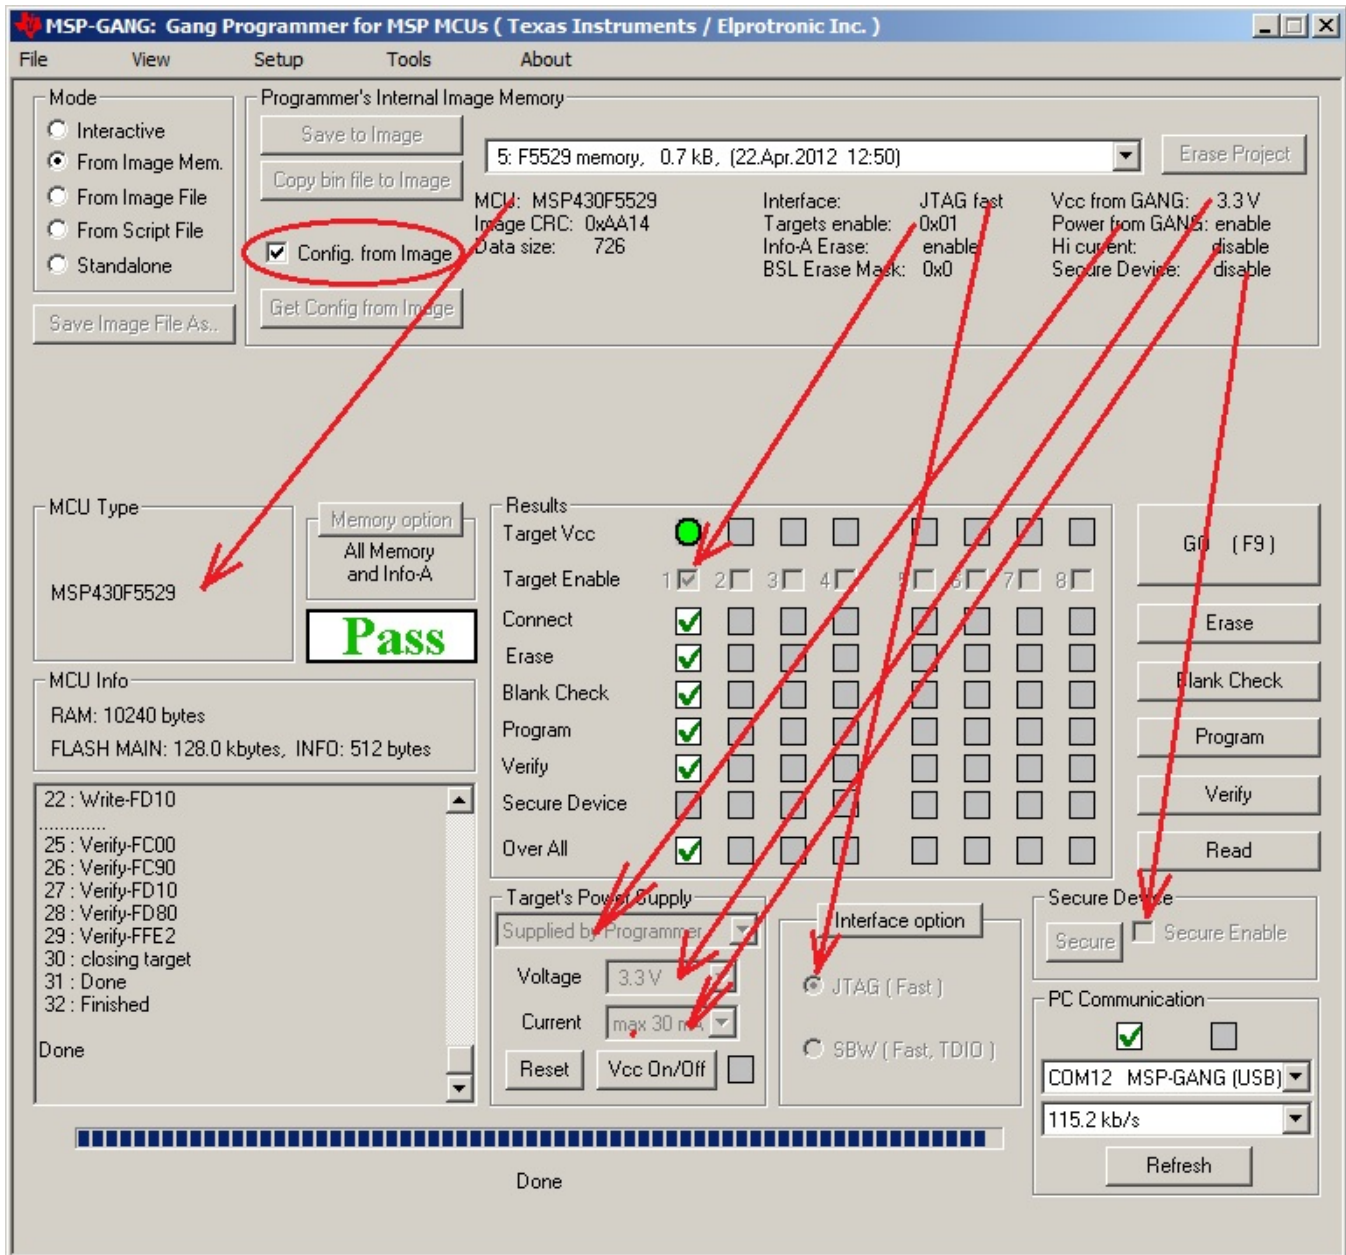 MSP-GANG: Gang Programmer for MSP MCUs ( Texas Instruments / Elprotronic Inc. )
File View Setup Tools About
Mode
Interactive
From Image Mem.
From Image File
From Script File
Standalone
Save Image File As..
Programmer's Internal Image Memory
Save to Image
Copy bin file to Image
Config. from Image
Get Config from Image
5: F5529 memory, 0.7 kB, (22.Apr.2012 12:50)
Erase Project
MCU: MSP430F5529
Image CRC: 0xAA14
Data size: 726
Interface: JTAG fast
Targets enable: 0x01
Info-A Erase: enable
BSL Erase Mask: 0x0
Vcc from GANG: 3.3 V
Power from GANG: enable
Hi current: disable
Secure Device: disable
MCU Type
MSP430F5529
Memory option
All Memory
and Info-A
Pass
MCU Info
RAM: 10240 bytes
FLASH MAIN: 128.0 kbytes, INFO: 512 bytes
22 : Write-FD10
.............
25 : Verify-FC00
26 : Verify-FC90
27 : Verify-FD10
28 : Verify-FD80
29 : Verify-FFE2
30 : closing target
31 : Done
32 : Finished
Done
Results
Target Vcc
Target Enable 1 2 3 4 5 6 7 8
Connect
Erase
Blank Check
Program
Verify
Secure Device
Over All
GO (F9)
Erase
Blank Check
Program
Verify
Read
Target's Power Supply
Supplied by Programmer
Voltage 3.3 V
Current max 30 mA
Reset Vcc On/Off
Interface option
JTAG ( Fast )
SBW ( Fast, TDIO )
Secure Device
Secure Secure Enable
PC Communication
COM12 MSP-GANG (USB)
115.2 kb/s
Refresh
Done